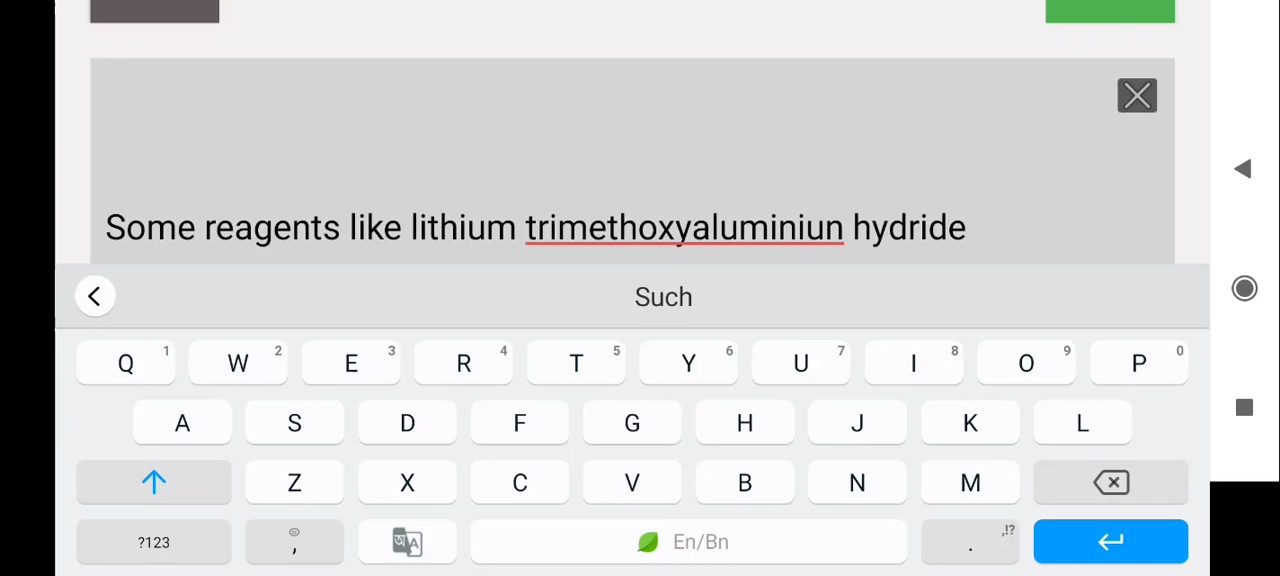 Some reagents like lithium trimethoxyaluminiun hydride
Such
Q 1 W 2 E 3 R 4 T 5 Y 6 U 7 I 8 O 9 P 0
A S D F G H J K L
Z X C V B N M
?123 , অ A En/Bn . ,!?